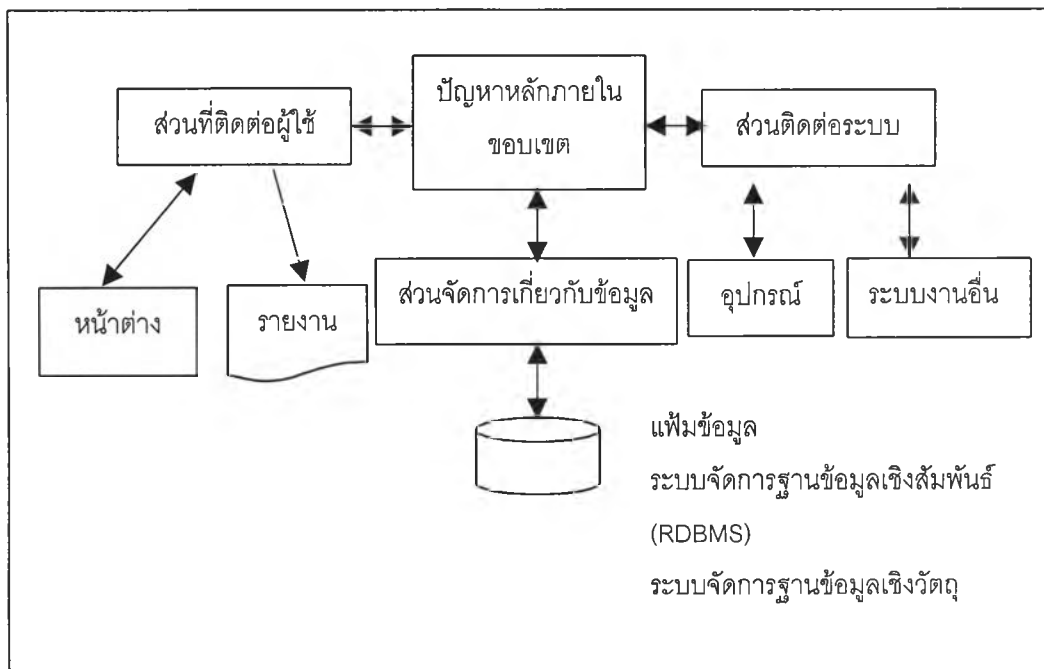 ปัญหาหลักภายใน
ขอบเขต
ส่วนที่ติดต่อผู้ใช้
ส่วนติดต่อระบบ
หน้าต่าง
รายงาน
ส่วนจัดการเกี่ยวกับข้อมูล
อุปกรณ์
ระบบงานอื่น
แฟ้มข้อมูล
ระบบจัดการฐานข้อมูลเชิงสัมพันธ์
(RDBMS)
ระบบจัดการฐานข้อมูลเชิงวัตถุ